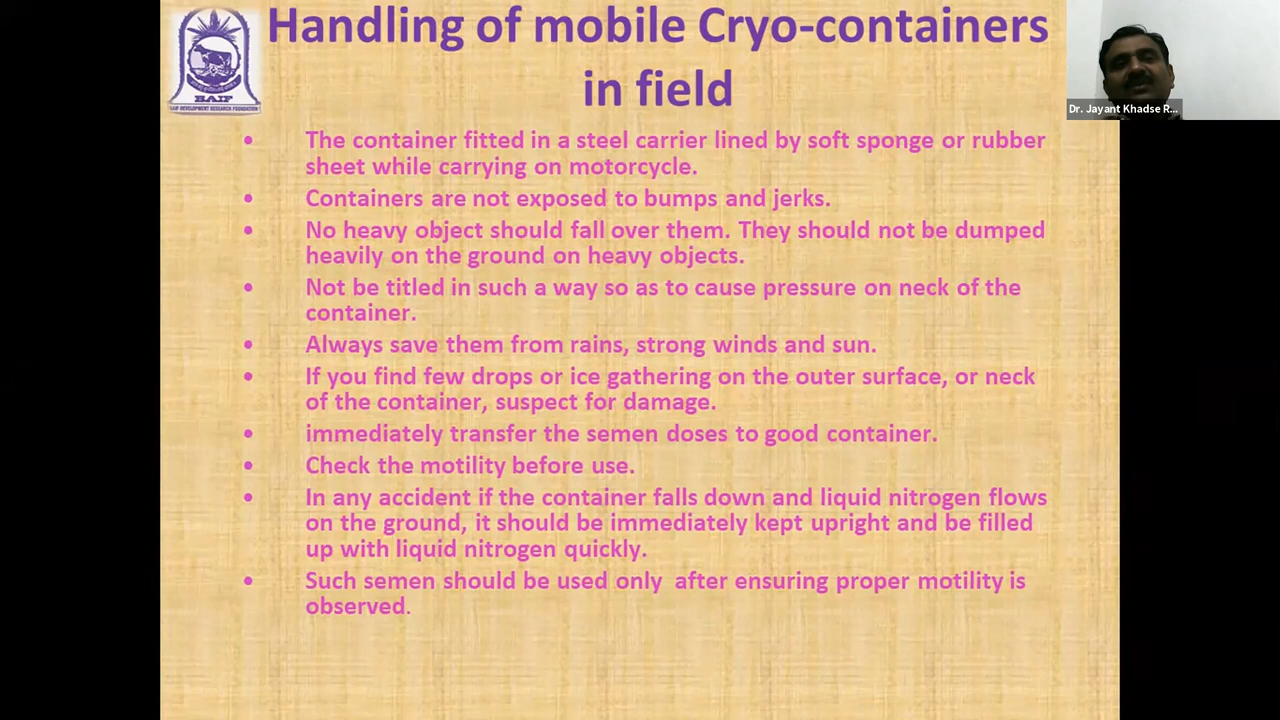 Handling of mobile Cryo-containers
in field
BAIF
BAIF DEVELOPMENT RESEARCH FOUNDATION
Dr. Jayant Khadse R...
• The container fitted in a steel carrier lined by soft sponge or rubber
sheet while carrying on motorcycle.
• Containers are not exposed to bumps and jerks.
• No heavy object should fall over them. They should not be dumped
heavily on the ground on heavy objects.
• Not be titled in such a way so as to cause pressure on neck of the
container.
• Always save them from rains, strong winds and sun.
• If you find few drops or ice gathering on the outer surface, or neck
of the container, suspect for damage.
• immediately transfer the semen doses to good container.
• Check the motility before use.
• In any accident if the container falls down and liquid nitrogen flows
on the ground, it should be immediately kept upright and be filled
up with liquid nitrogen quickly.
• Such semen should be used only after ensuring proper motility is
observed.